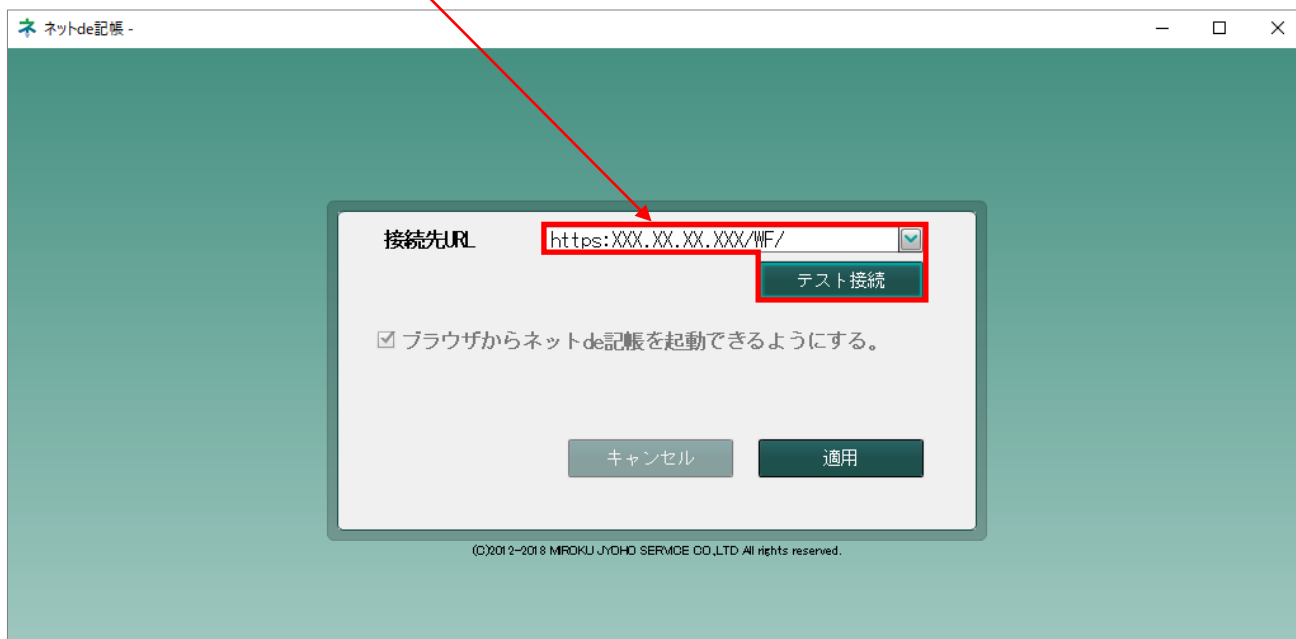 ネ ネットde記帳 -
接続先URL
https:XXX.XX.XX.XXX/WF/
テスト接続
ブラウザからネットde記帳を起動できるようにする。
キャンセル
適用
(C)2012-2018 MIROKU JYOHO SERVICE CO.,LTD All rights reserved.